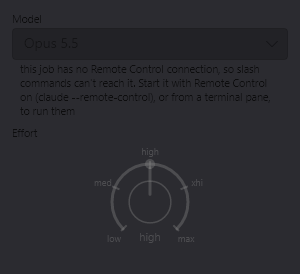 Model
Opus 5.5
this job has no Remote Control connection, so slash
commands can't reach it. Start it with Remote Control
on (claude --remote-control), or from a terminal pane,
to run them
Effort
high
med
xhi
low
high
max